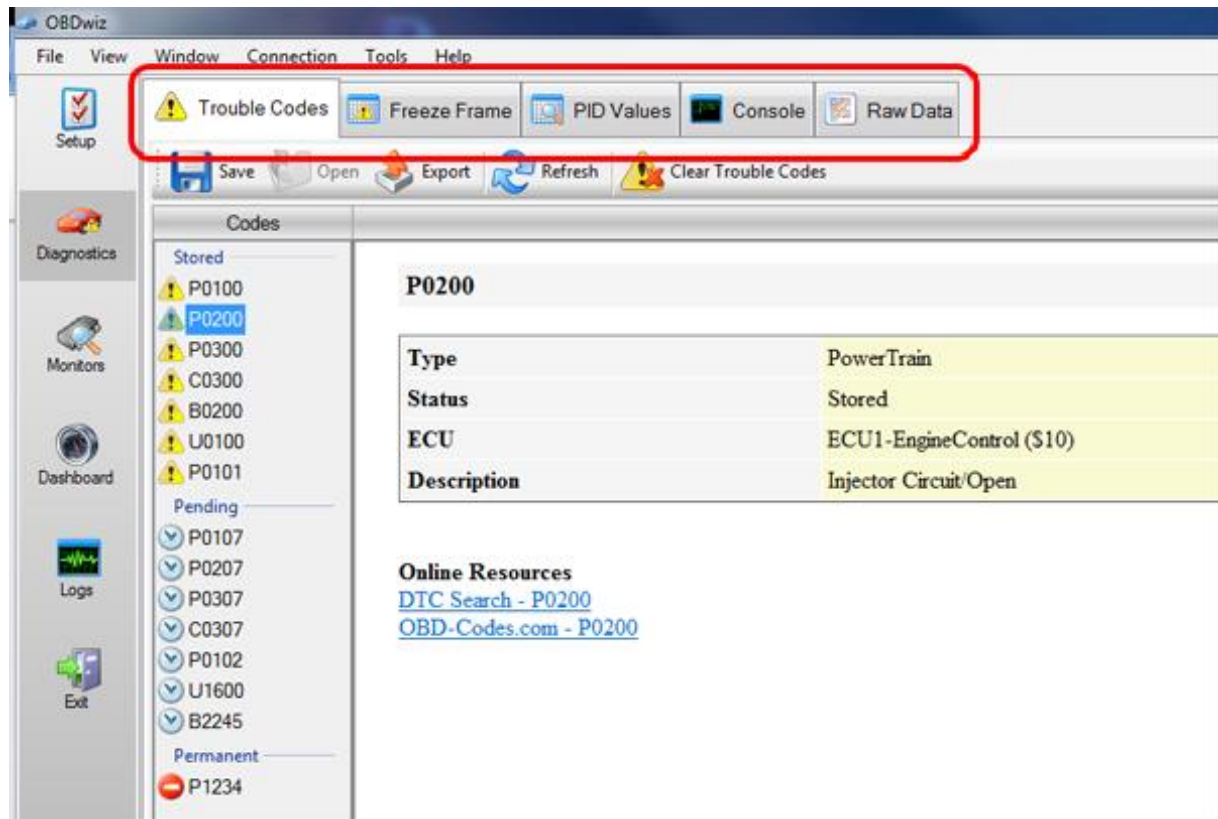 OBDwiz
File View Window Connection Tools Help
Setup
Diagnostics
Monitors
Dashboard
Logs
Exit
Trouble Codes Freeze Frame PID Values Console Raw Data
Save Open Export Refresh Clear Trouble Codes
Codes
Stored
P0100
P0200
P0300
C0300
B0200
U0100
P0101
Pending
P0107
P0207
P0307
C0307
P0102
U1600
B2245
Permanent
P1234
P0200
Type PowerTrain
Status Stored
ECU ECU1-EngineControl ($10)
Description Injector Circuit/Open
Online Resources
DTC Search - P0200
OBD-Codes.com - P0200